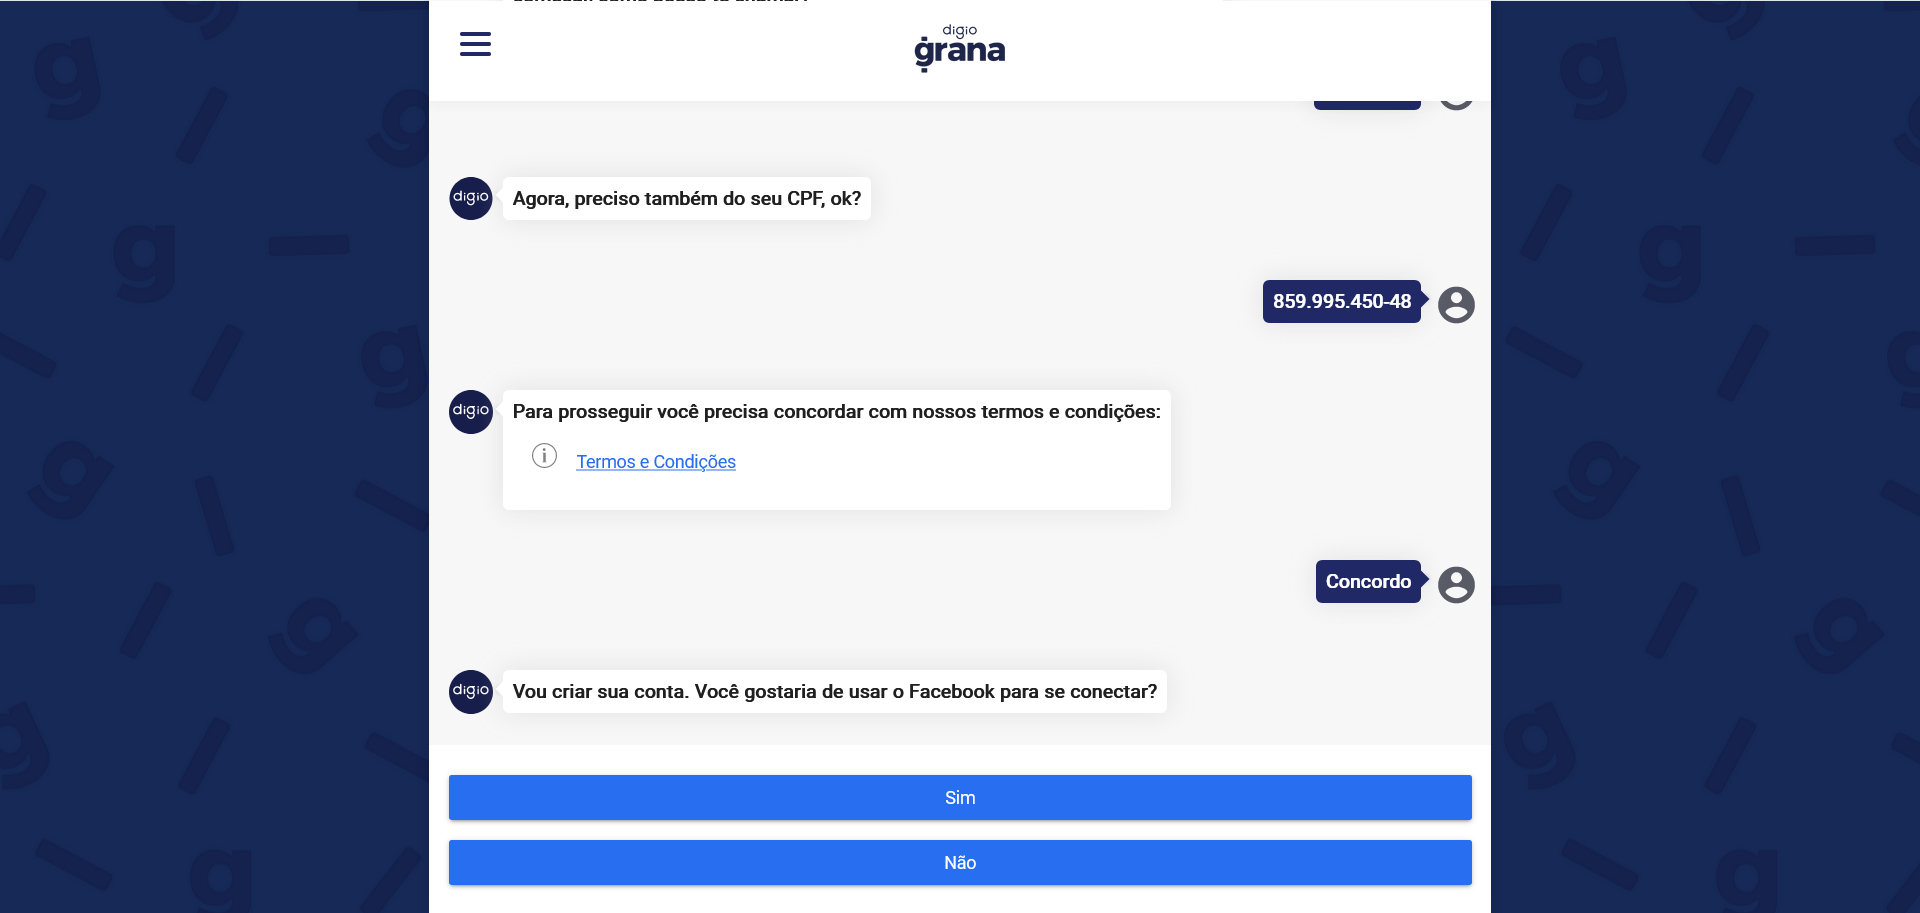 digio
grana
Agora, preciso também do seu CPF, ok?
digio
859.995.450-48
Para prosseguir você precisa concordar com nossos termos e condições:
digio
Termos e Condições
Concordo
Vou criar sua conta. Você gostaria de usar o Facebook para se conectar?
digio
Sim
Não